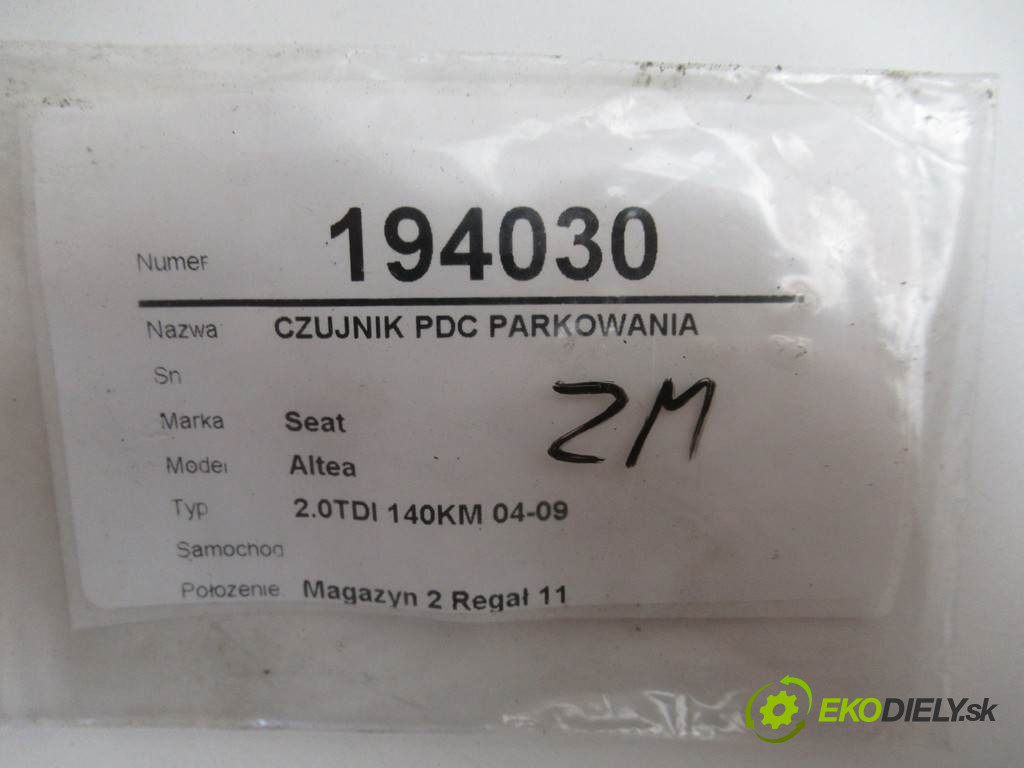 Numer 194030
Nazwa CZUJNIK PDC PARKOWANIA
Sn
Marka Seat
Model Altea
Typ 2.0TDI 140KM 04-09
Samochod
Położenie Magazyn 2 Regał 11
ZM
EKODIELY.sk